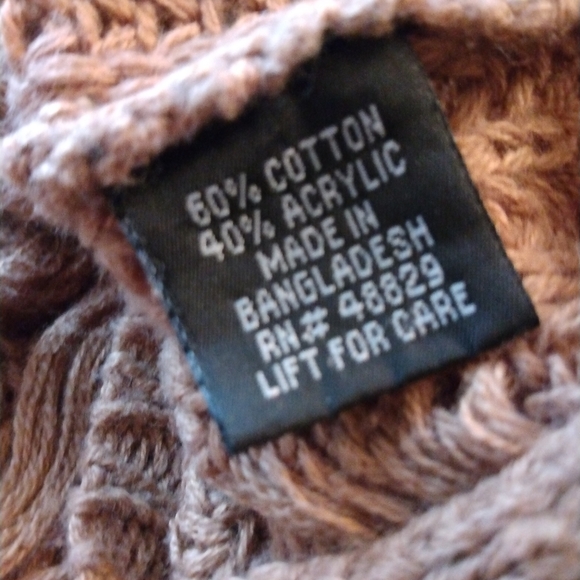 60% COTTON
40% ACRYLIC
MADE IN
BANGLADESH
RN# 48829
LIFT FOR CARE